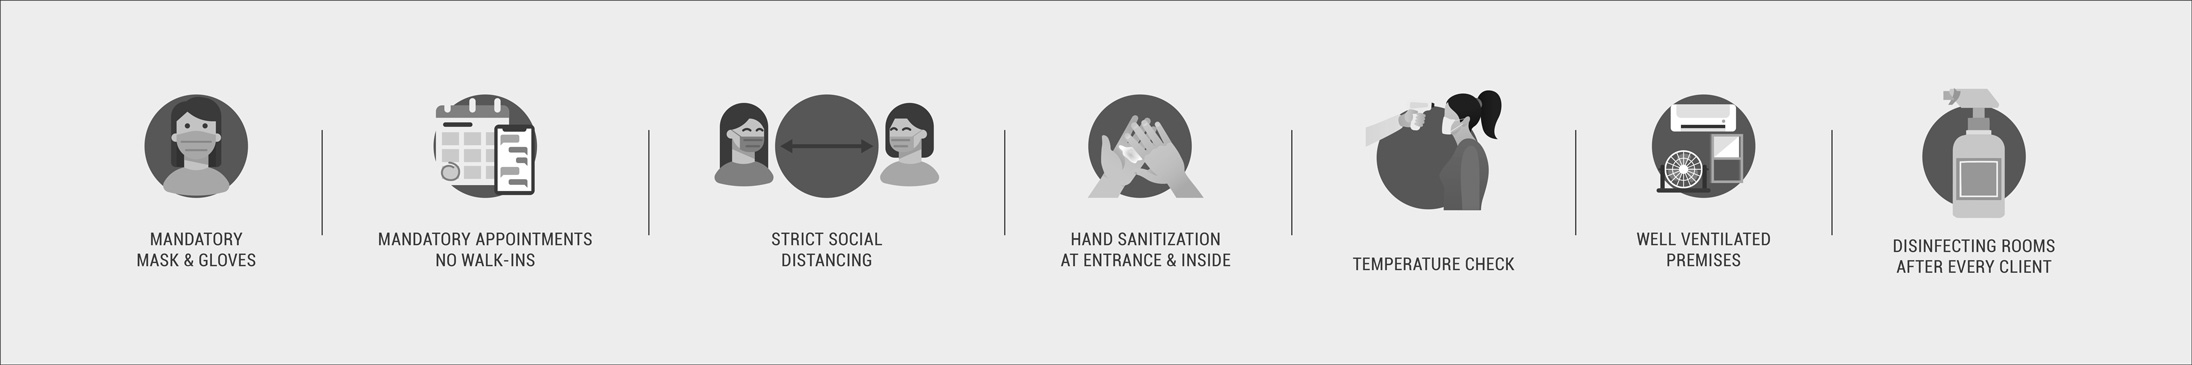 MANDATORY
MASK & GLOVES
MANDATORY APPOINTMENTS
NO WALK-INS
STRICT SOCIAL
DISTANCING
HAND SANITIZATION
AT ENTRANCE & INSIDE
TEMPERATURE CHECK
WELL VENTILATED
PREMISES
DISINFECTING ROOMS
AFTER EVERY CLIENT